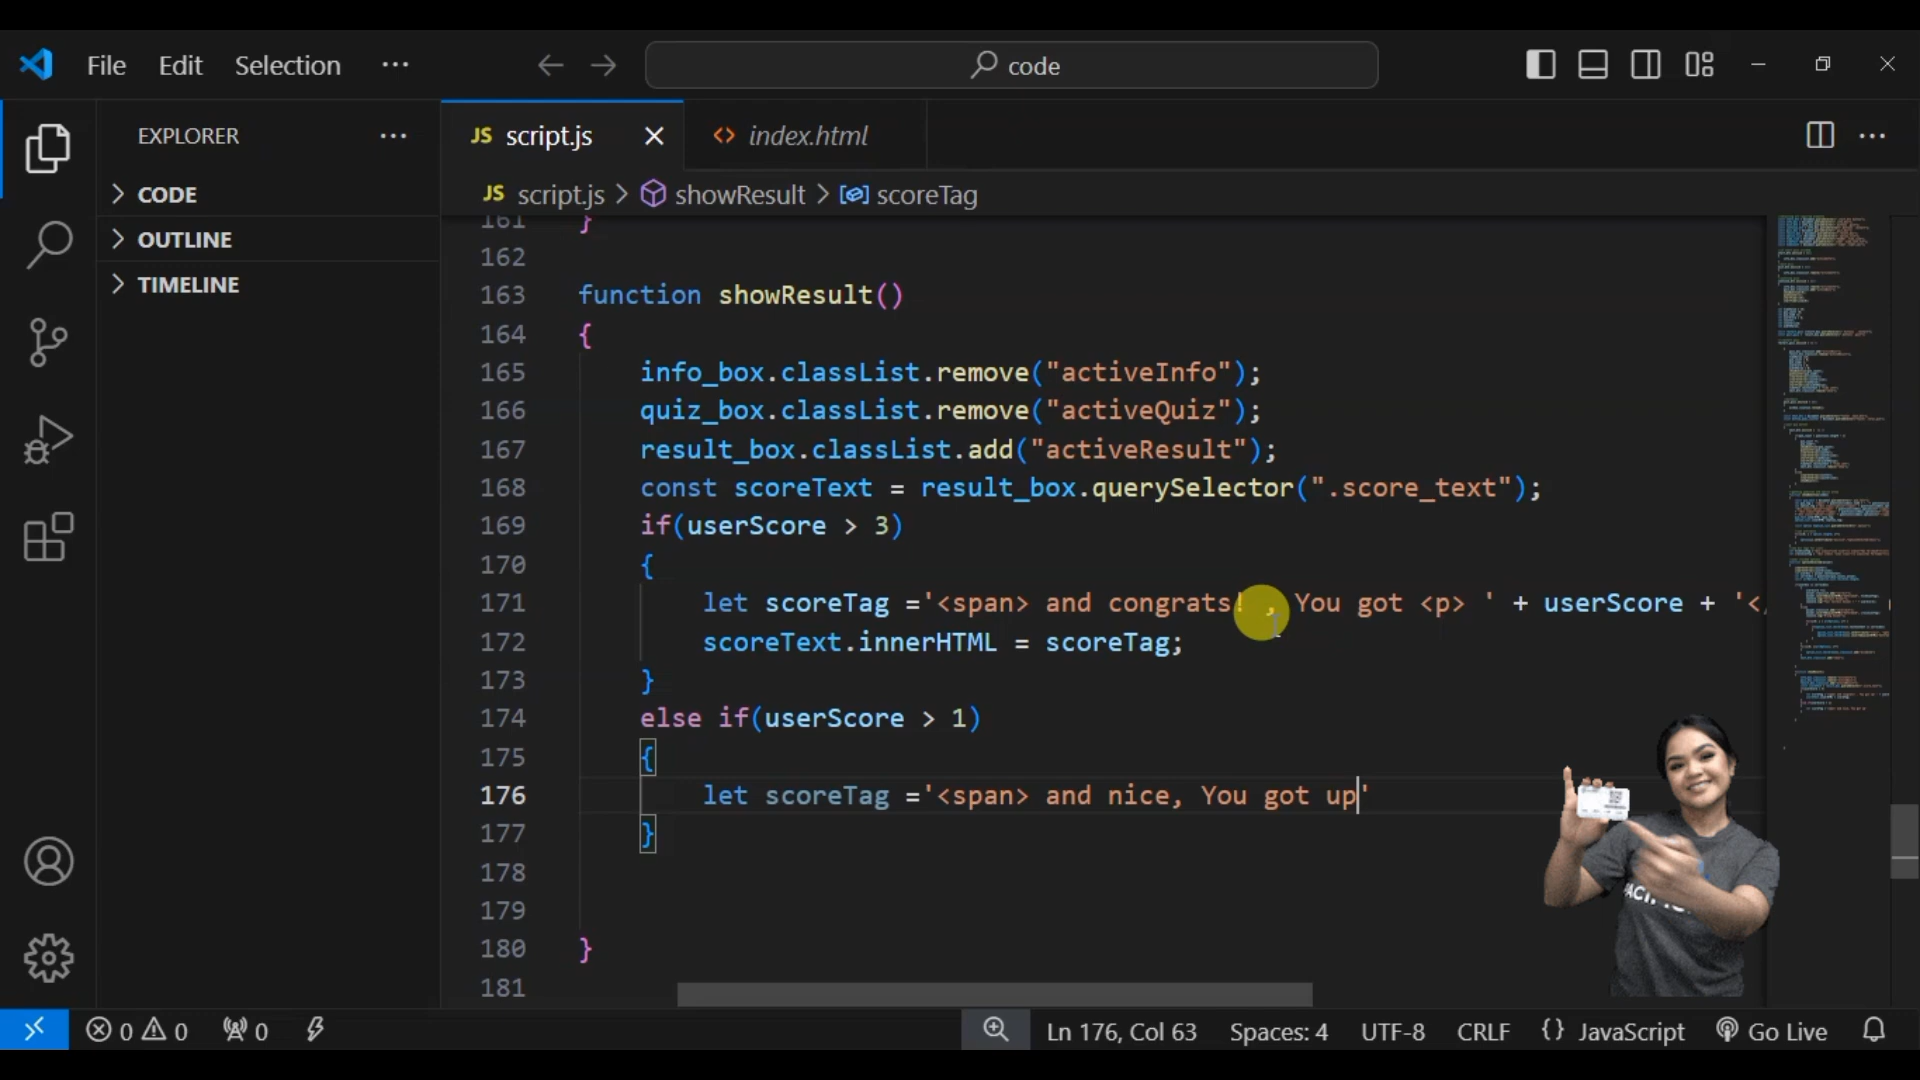 File Edit Selection ···
code
EXPLORER ···
JS script.js
<> index.html
···
CODE
OUTLINE
TIMELINE
JS script.js > showResult > scoreTag
161 }
162
163 function showResult()
164 {
165 info_box.classList.remove("activeInfo");
166 quiz_box.classList.remove("activeQuiz");
167 result_box.classList.add("activeResult");
168 const scoreText = result_box.querySelector(".score_text");
169 if(userScore > 3)
170 {
171 let scoreTag ='<span> and congrats! , You got <p> ' + userScore + '</
172 scoreText.innerHTML = scoreTag;
173 }
174 else if(userScore > 1)
175 {
176 let scoreTag ='<span> and nice, You got up'
177 }
178
179
180 }
181
0 0 0 Ln 176, Col 63 Spaces: 4 UTF-8 CRLF {} JavaScript Go Live